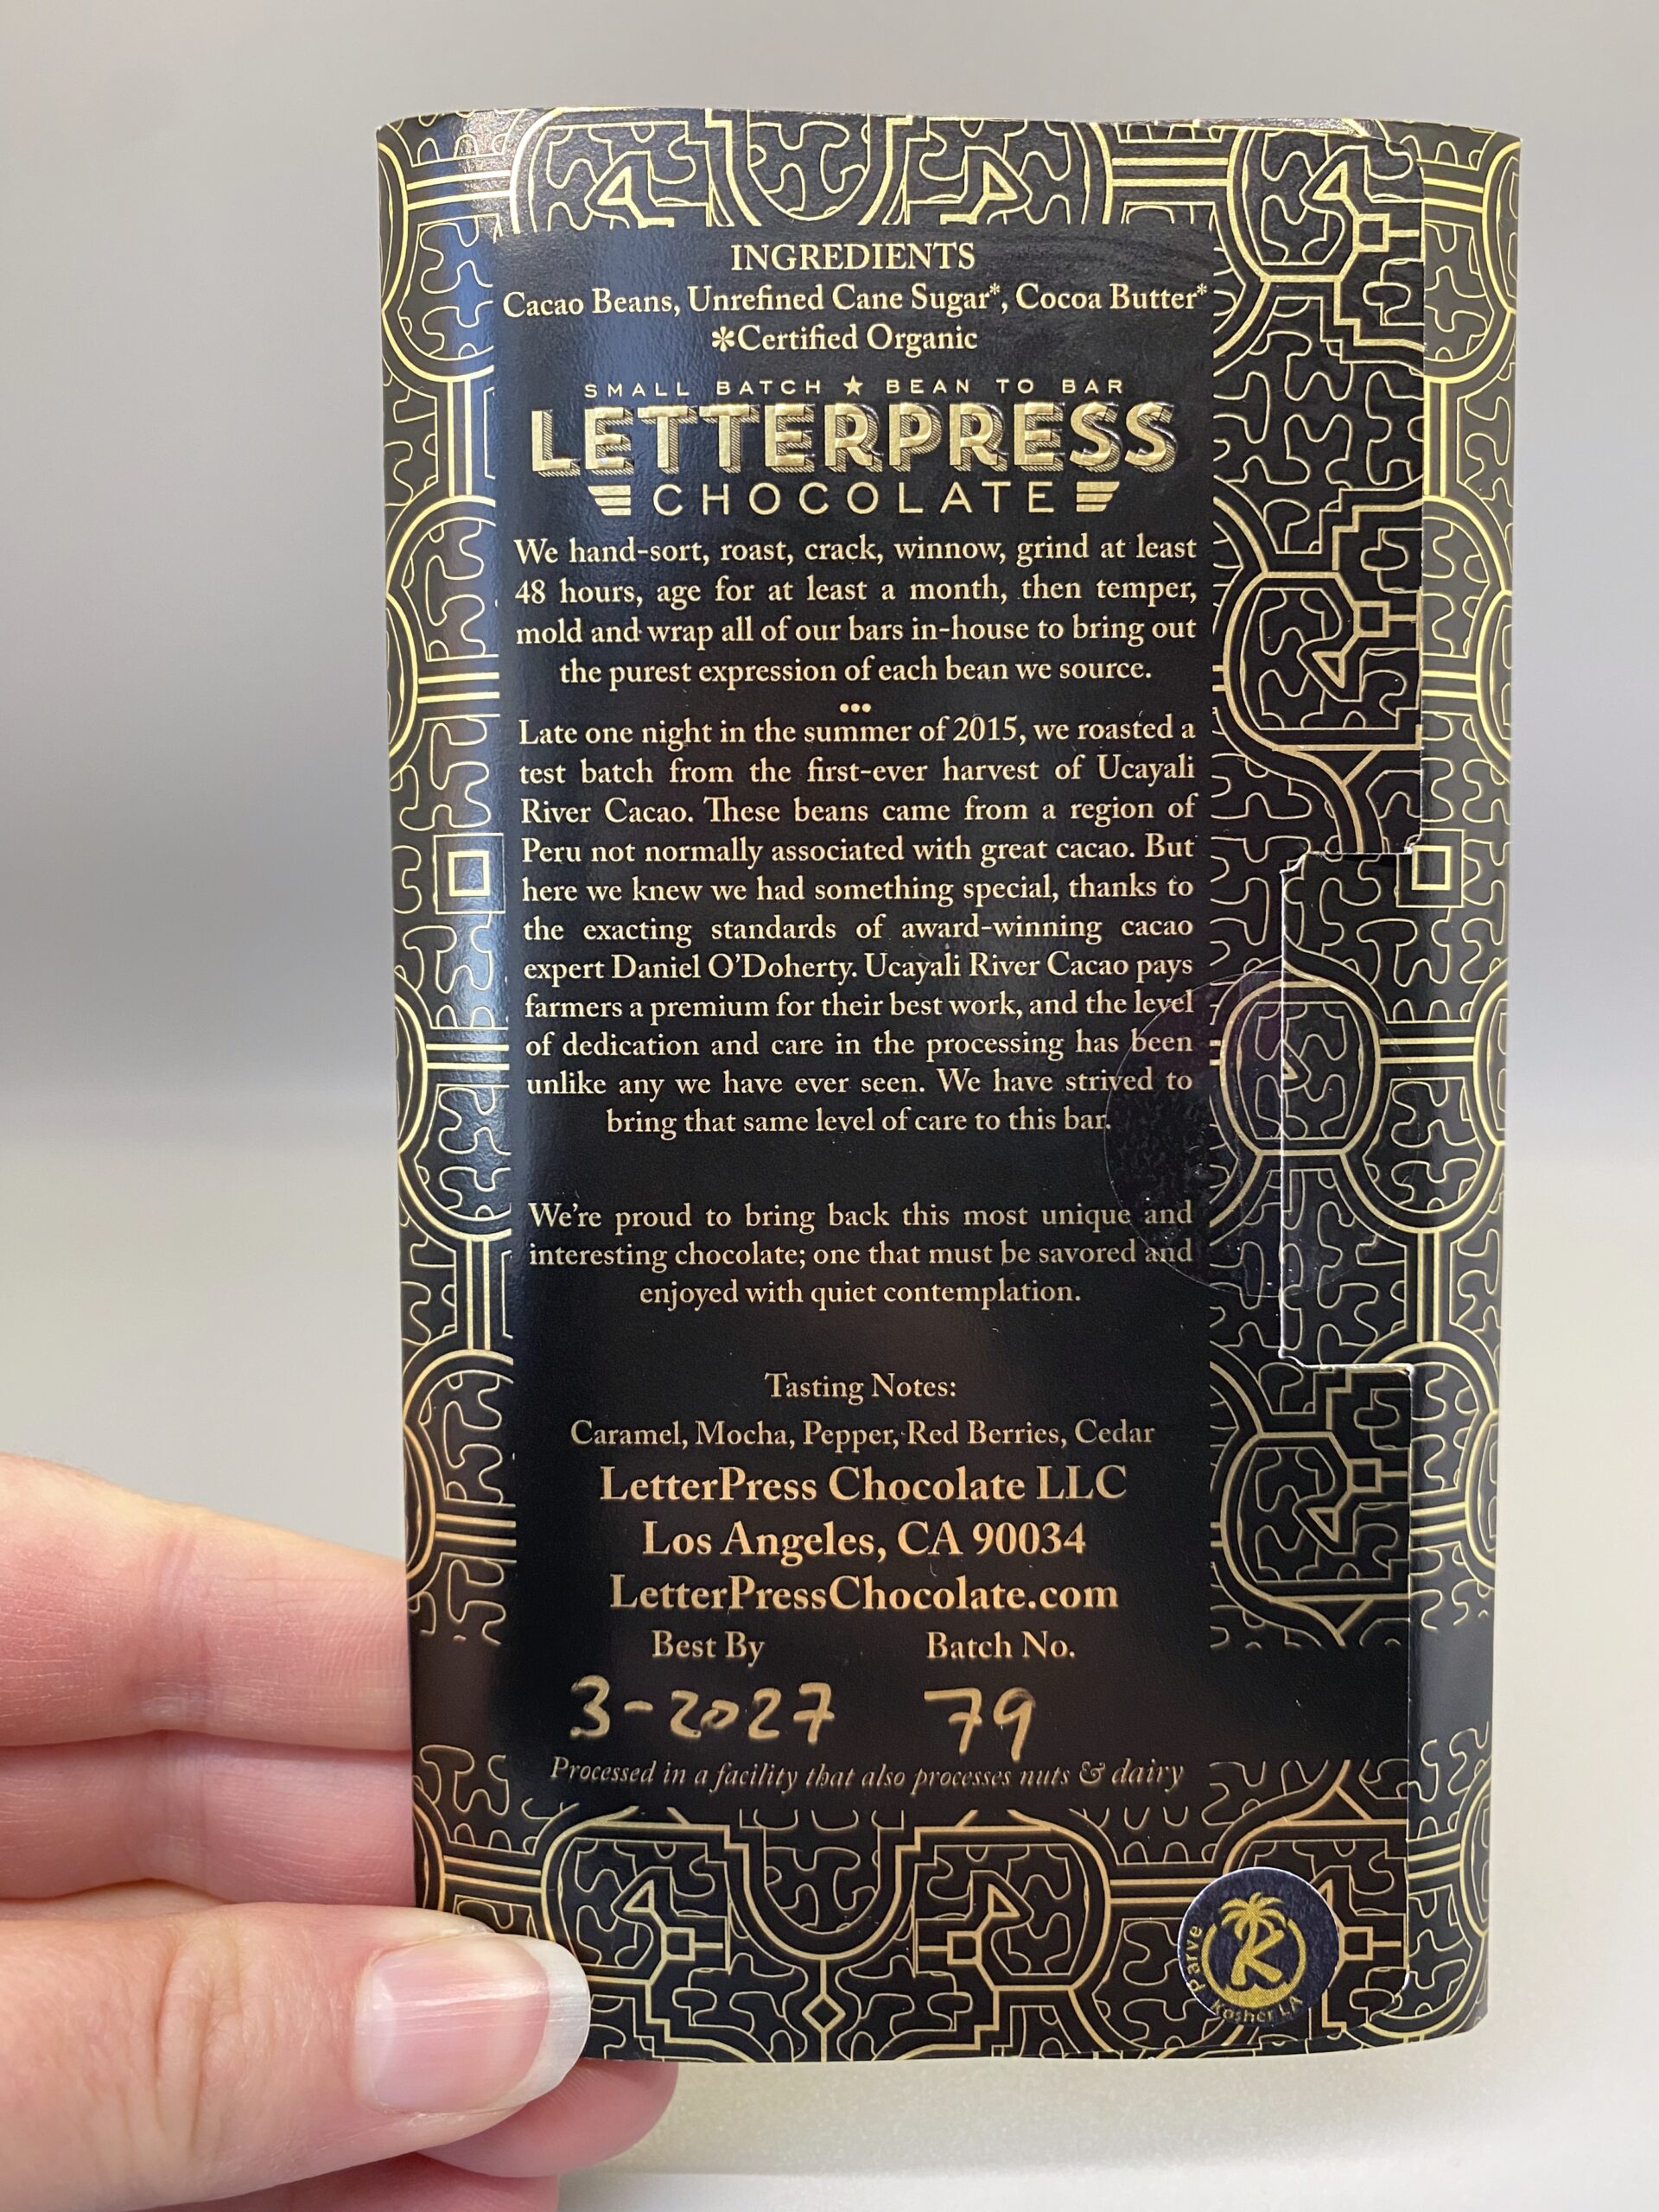 INGREDIENTS
Cacao Beans, Unrefined Cane Sugar*, Cocoa Butter*
*Certified Organic
SMALL BATCH ★ BEAN TO BAR
LETTERPRESS
CHOCOLATE
We hand-sort, roast, crack, winnow, grind at least
48 hours, age for at least a month, then temper,
mold and wrap all of our bars in-house to bring out
the purest expression of each bean we source.
•••
Late one night in the summer of 2015, we roasted a
test batch from the first-ever harvest of Ucayali
River Cacao. These beans came from a region of
Peru not normally associated with great cacao. But
here we knew we had something special, thanks to
the exacting standards of award-winning cacao
expert Daniel O'Doherty. Ucayali River Cacao pays
farmers a premium for their best work, and the level
of dedication and care in the processing has been
unlike any we have ever seen. We have strived to
bring that same level of care to this bar.
We're proud to bring back this most unique and
interesting chocolate; one that must be savored and
enjoyed with quiet contemplation.
Tasting Notes:
Caramel, Mocha, Pepper, Red Berries, Cedar
LetterPress Chocolate LLC
Los Angeles, CA 90034
LetterPressChocolate.com
Best By Batch No.
3-2027 79
Processed in a facility that also processes nuts & dairy
Parve
K
Kosher LA